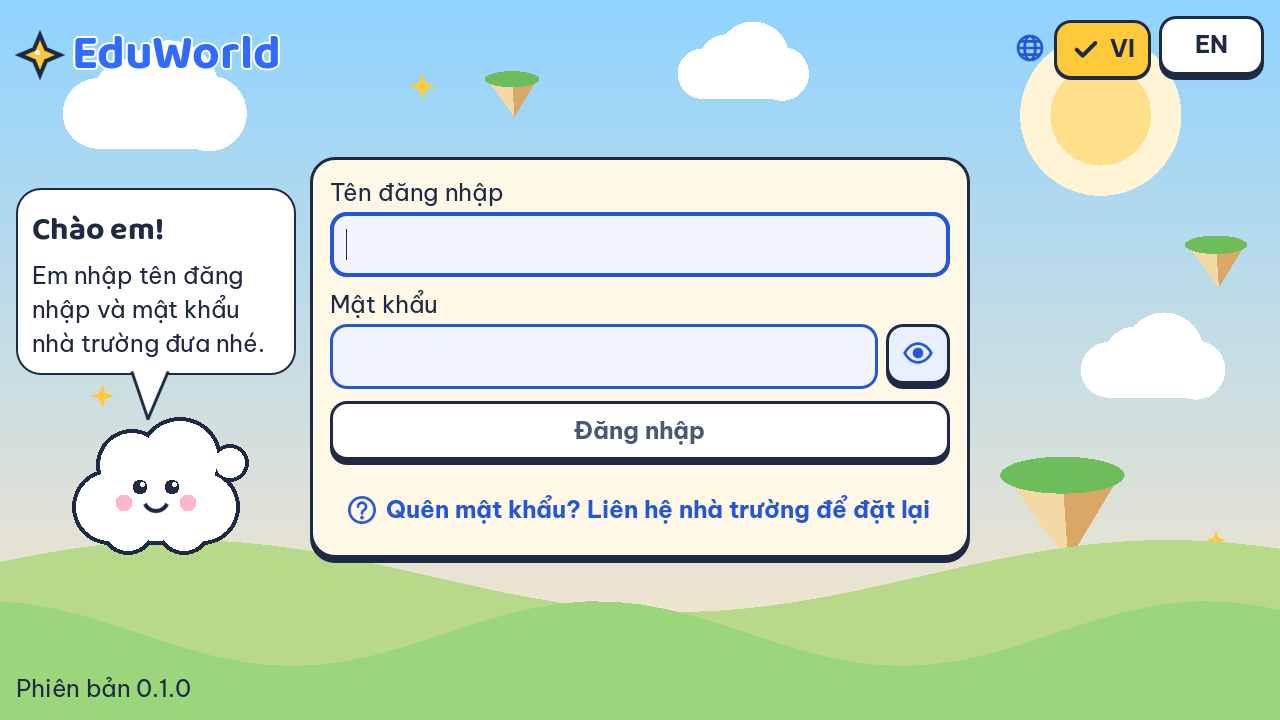 EduWorld
VI
EN
Chào em!
Em nhập tên đăng
nhập và mật khẩu
nhà trường đưa nhé.
Tên đăng nhập
Mật khẩu
Đăng nhập
Quên mật khẩu? Liên hệ nhà trường để đặt lại
Phiên bản 0.1.0